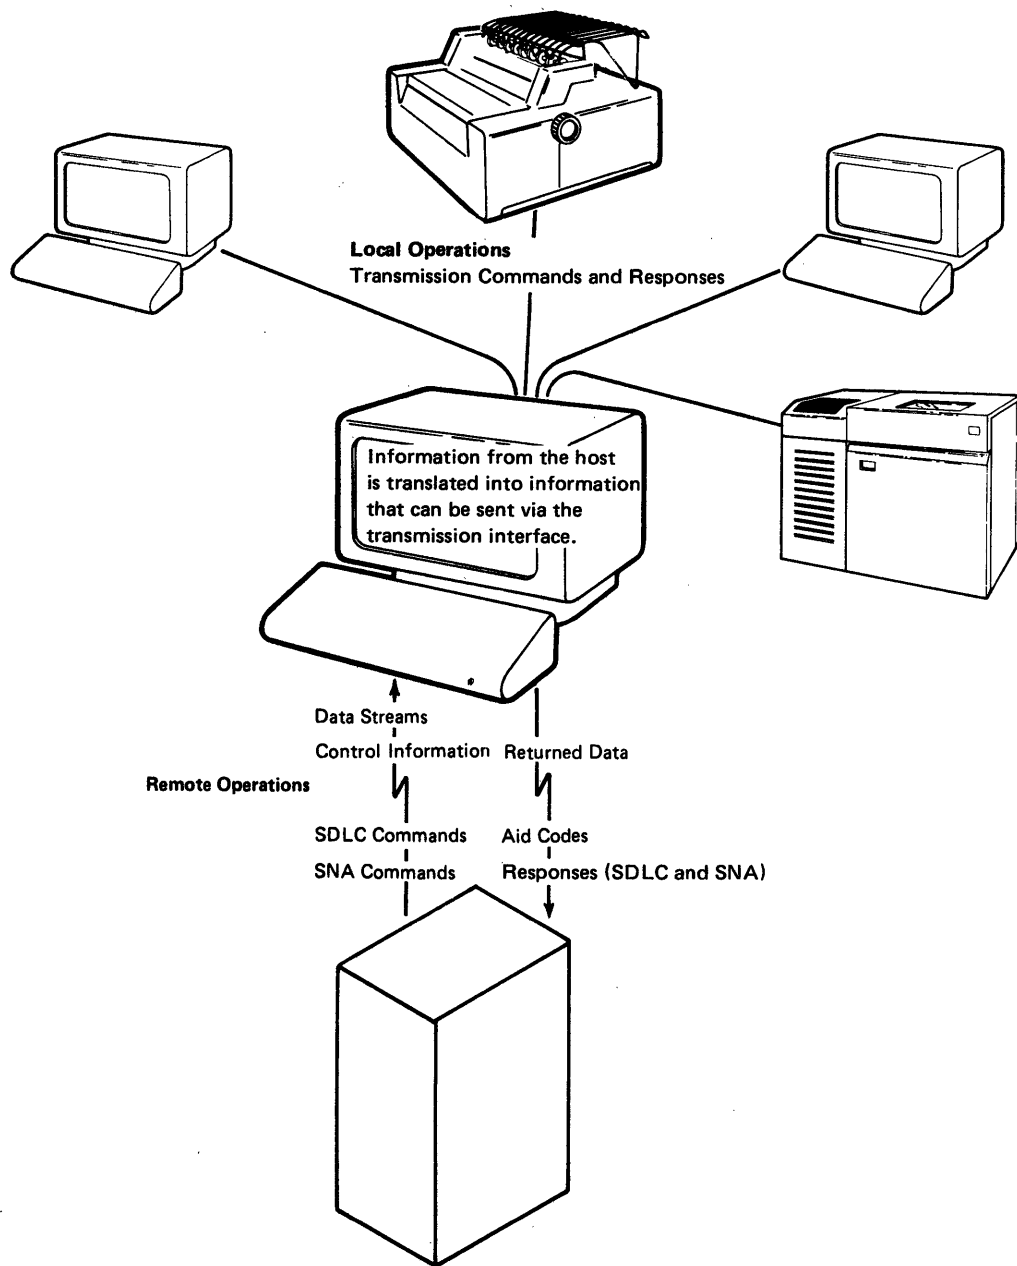 Local Operations
Transmission Commands and Responses
Information from the host
is translated into information
that can be sent via the
transmission interface.
Data Streams
Control Information
Returned Data
Remote Operations
SDLC Commands
Aid Codes
SNA Commands
Responses (SDLC and SNA)